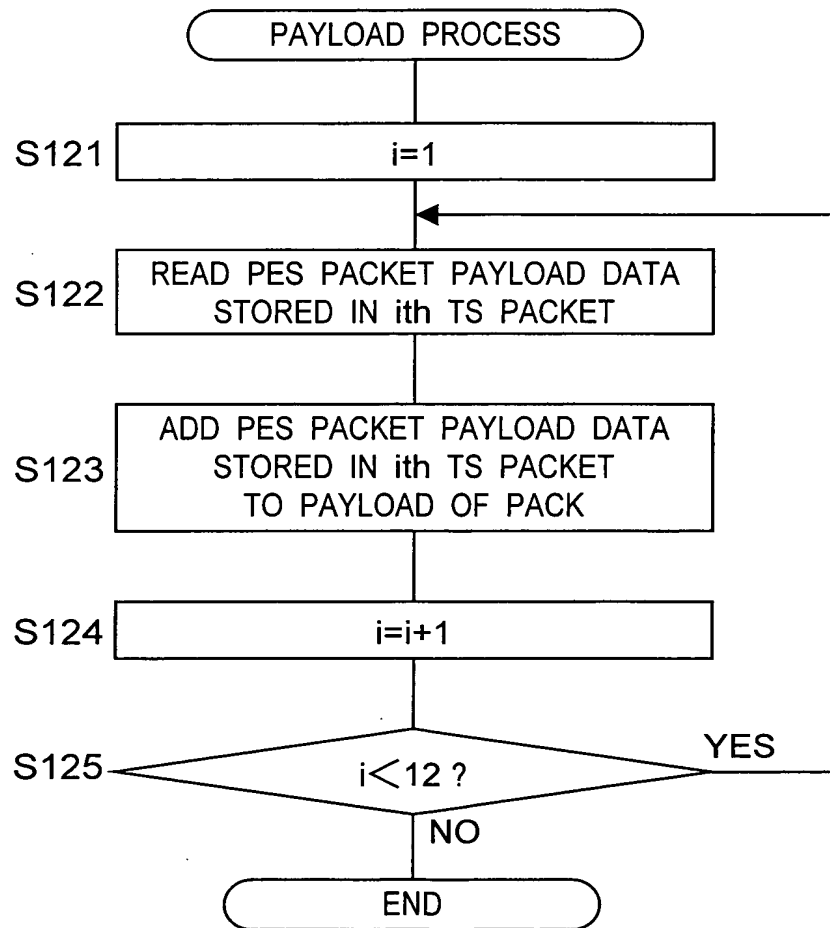 PAYLOAD PROCESS
S121
i=1
S122
READ PES PACKET PAYLOAD DATA
STORED IN ith TS PACKET
S123
ADD PES PACKET PAYLOAD DATA
STORED IN ith TS PACKET
TO PAYLOAD OF PACK
S124
i=i+1
S125
i<12 ?
YES
NO
END